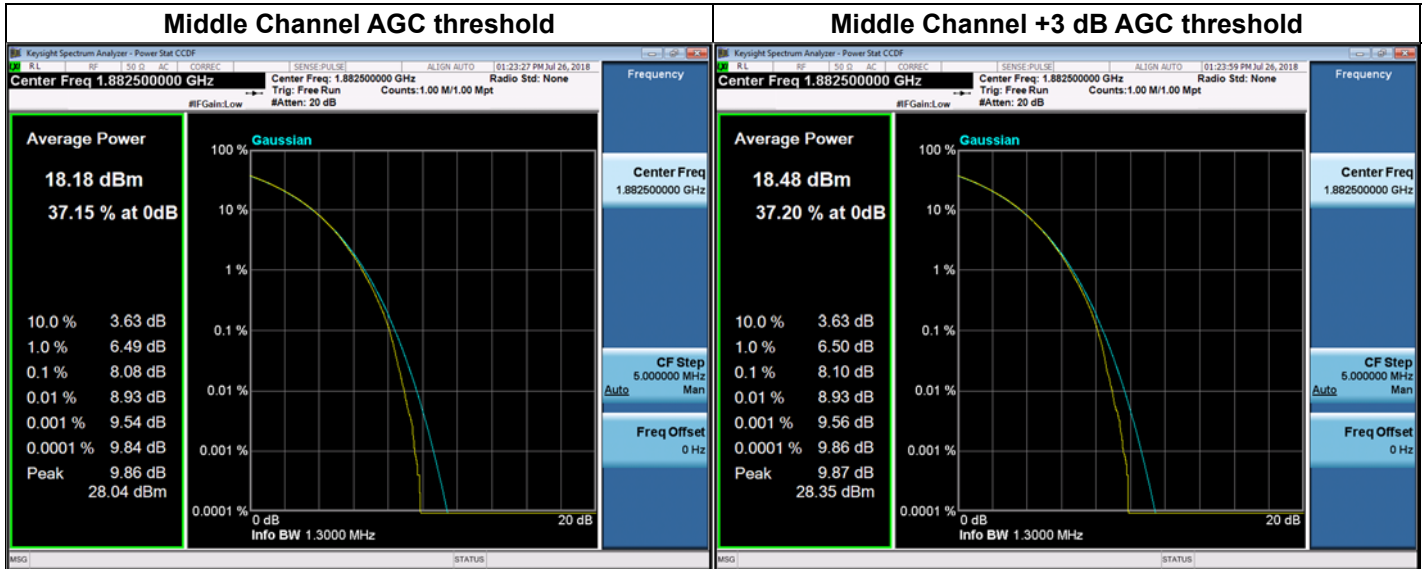 Middle Channel AGC threshold
Keysight Spectrum Analyzer - Power Stat CCDF
RL RF 50 Ω AC CORREC SENSE:PULSE ALIGN AUTO 01:23:27 PM Jul 26, 2018
Center Freq 1.882500000 GHz
Center Freq: 1.882500000 GHz Radio Std: None
Trig: Free Run Counts:1.00 M/1.00 Mpt
#IFGain:Low #Atten: 20 dB
Frequency
Average Power
18.18 dBm
37.15 % at 0dB
10.0 % 3.63 dB
1.0 % 6.49 dB
0.1 % 8.08 dB
0.01 % 8.93 dB
0.001 % 9.54 dB
0.0001 % 9.84 dB
Peak 9.86 dB
28.04 dBm
Gaussian
100 %
10 %
1 %
0.1 %
0.01 %
0.001 %
0.0001 %
0 dB 20 dB
Info BW 1.3000 MHz
Center Freq
1.882500000 GHz
CF Step
5.000000 MHz
Auto Man
Freq Offset
0 Hz
MSG STATUS
Middle Channel +3 dB AGC threshold
Keysight Spectrum Analyzer - Power Stat CCDF
RL RF 50 Ω AC CORREC SENSE:PULSE ALIGN AUTO 01:23:59 PM Jul 26, 2018
Center Freq 1.882500000 GHz
Center Freq: 1.882500000 GHz Radio Std: None
Trig: Free Run Counts:1.00 M/1.00 Mpt
#IFGain:Low #Atten: 20 dB
Frequency
Average Power
18.48 dBm
37.20 % at 0dB
10.0 % 3.63 dB
1.0 % 6.50 dB
0.1 % 8.10 dB
0.01 % 8.93 dB
0.001 % 9.56 dB
0.0001 % 9.86 dB
Peak 9.87 dB
28.35 dBm
Gaussian
100 %
10 %
1 %
0.1 %
0.01 %
0.001 %
0.0001 %
0 dB 20 dB
Info BW 1.3000 MHz
Center Freq
1.882500000 GHz
CF Step
5.000000 MHz
Auto Man
Freq Offset
0 Hz
MSG STATUS